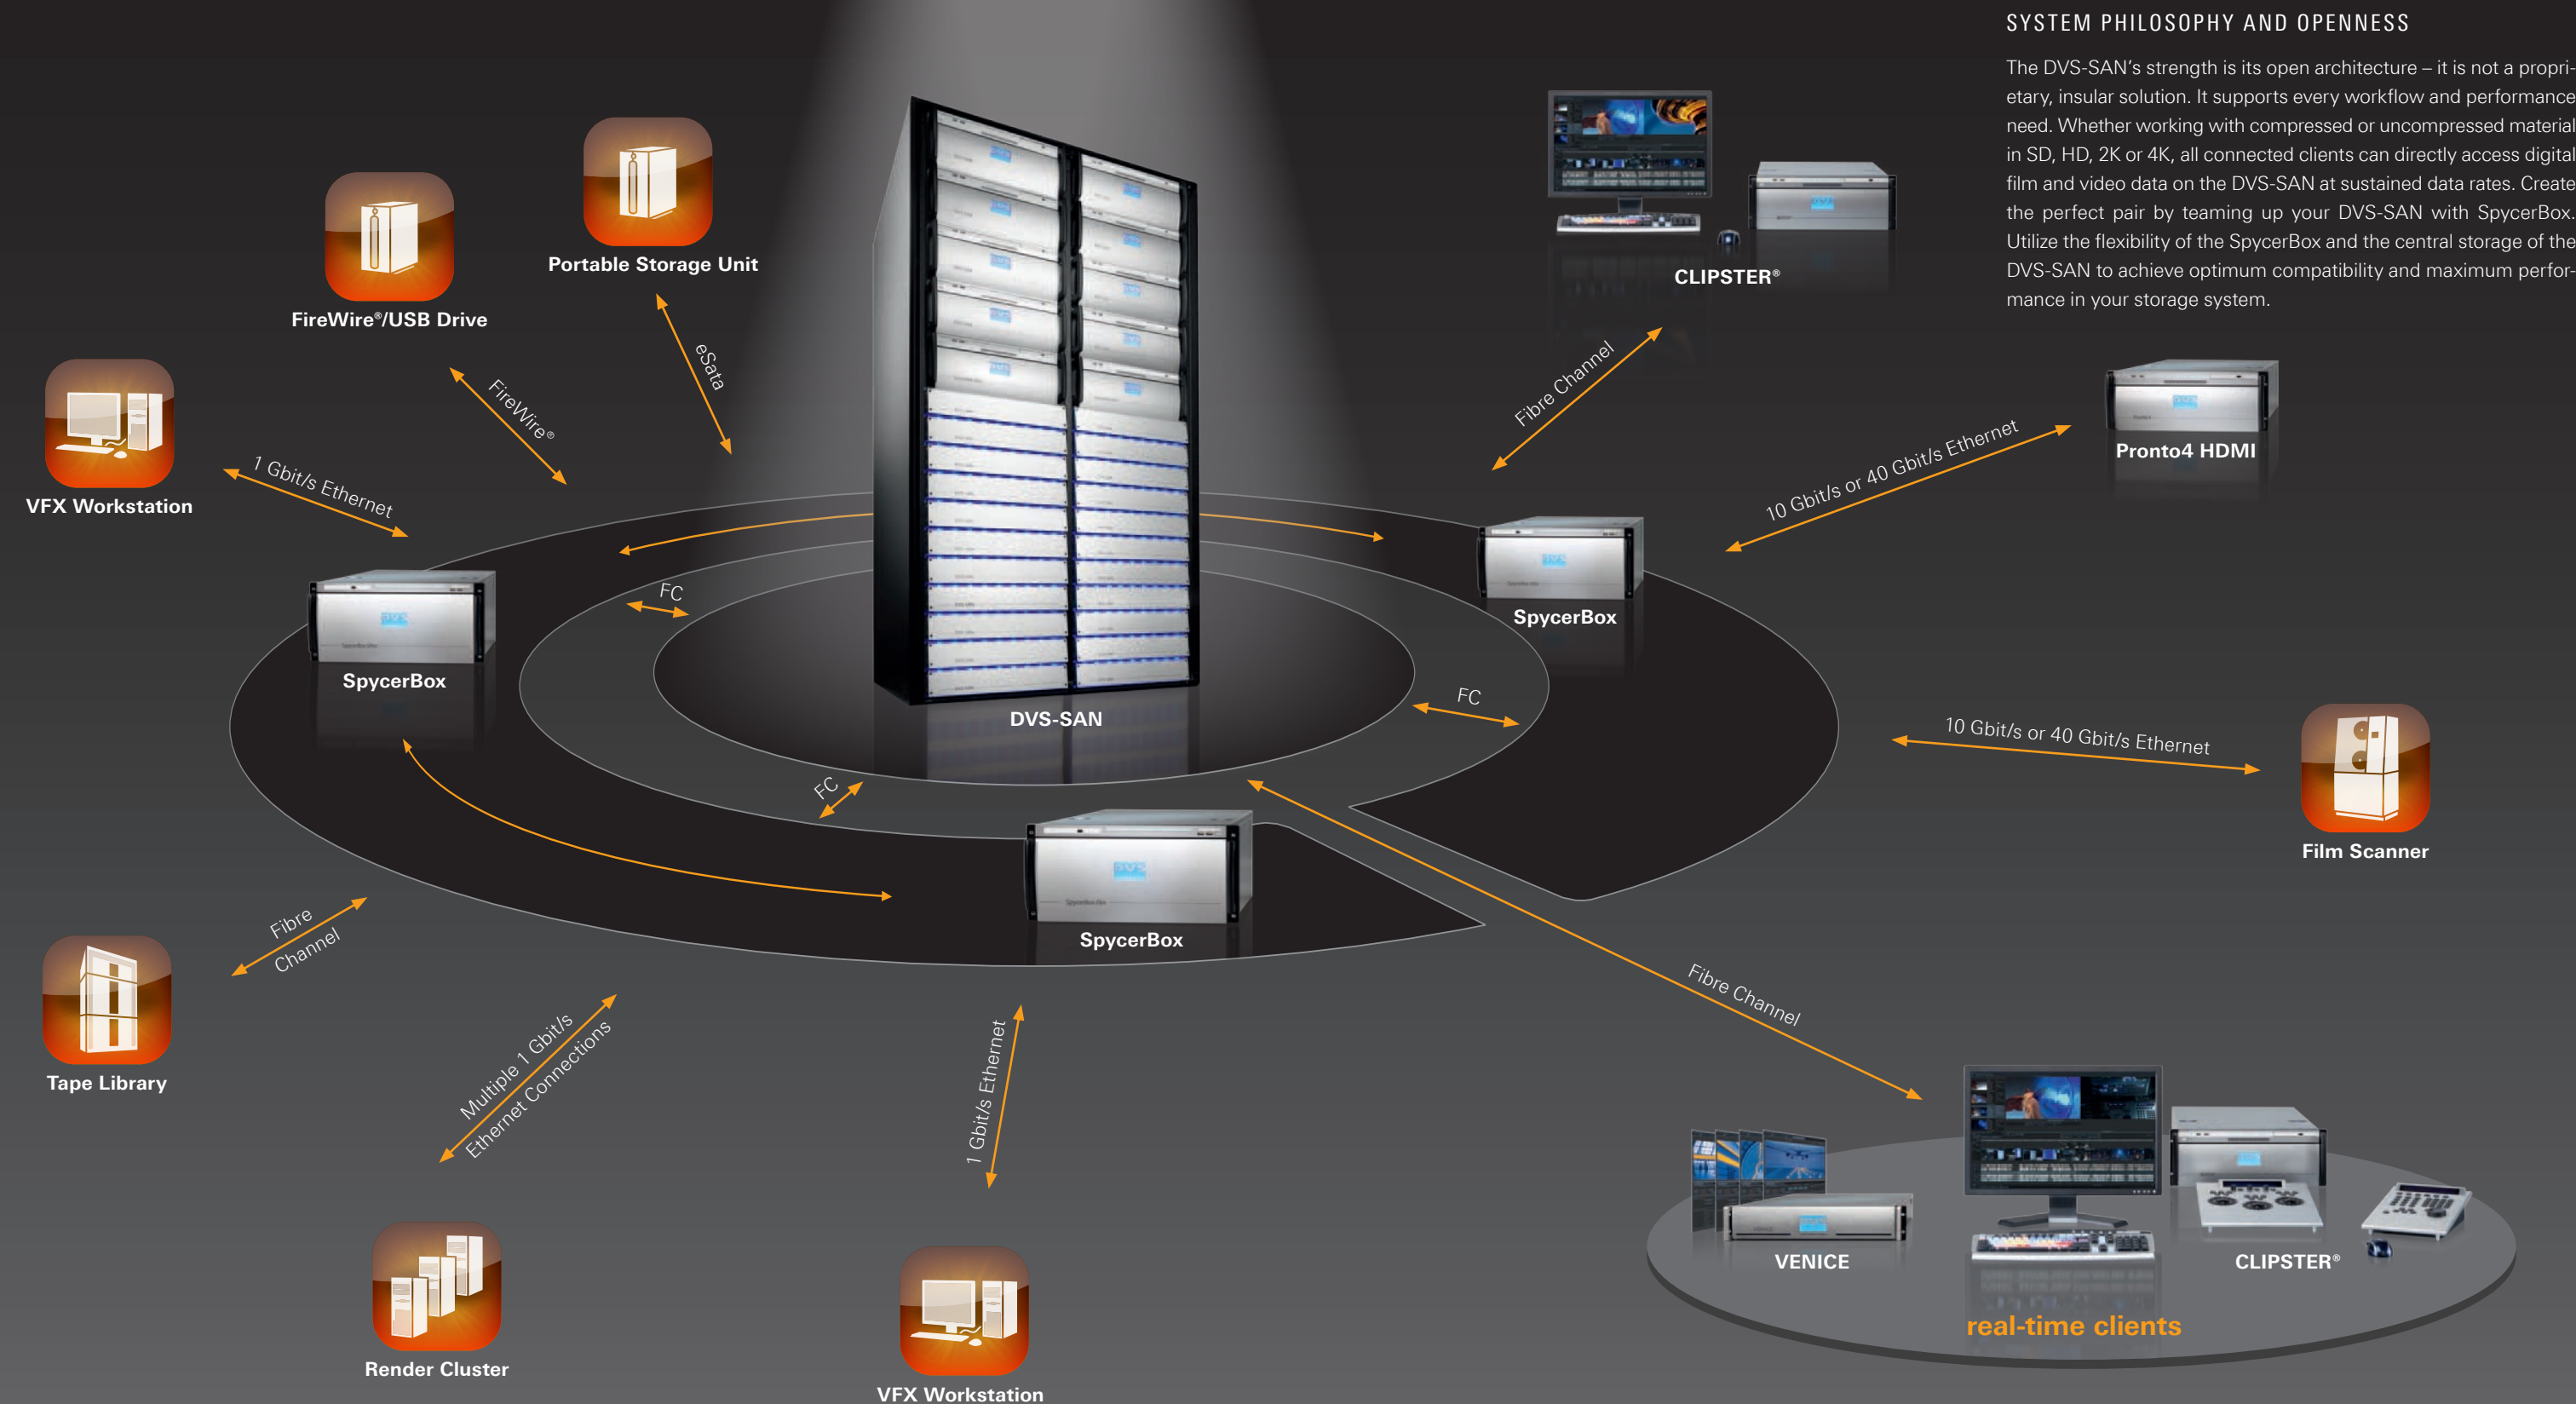 SYSTEM PHILOSOPHY AND OPENNESS
The DVS-SAN's strength is its open architecture – it is not a propri-
etary, insular solution. It supports every workflow and performance
need. Whether working with compressed or uncompressed material
in SD, HD, 2K or 4K, all connected clients can directly access digital
film and video data on the DVS-SAN at sustained data rates. Create
the perfect pair by teaming up your DVS-SAN with SpycerBox.
Utilize the flexibility of the SpycerBox and the central storage of the
DVS-SAN to achieve optimum compatibility and maximum perfor-
mance in your storage system.
Portable Storage Unit
FireWire®/USB Drive
CLIPSTER®
eSata
Fibre Channel
FireWire®
Pronto4 HDMI
1 Gbit/s Ethernet
VFX Workstation
10 Gbit/s or 40 Gbit/s Ethernet
FC
SpycerBox
SpycerBox
FC
DVS-SAN
10 Gbit/s or 40 Gbit/s Ethernet
FC
Film Scanner
SpycerBox
Fibre
Channel
Fibre Channel
Tape Library
Multiple 1 Gbit/s
Ethernet Connections
1 Gbit/s Ethernet
VENICE
CLIPSTER®
real-time clients
Render Cluster
VFX Workstation